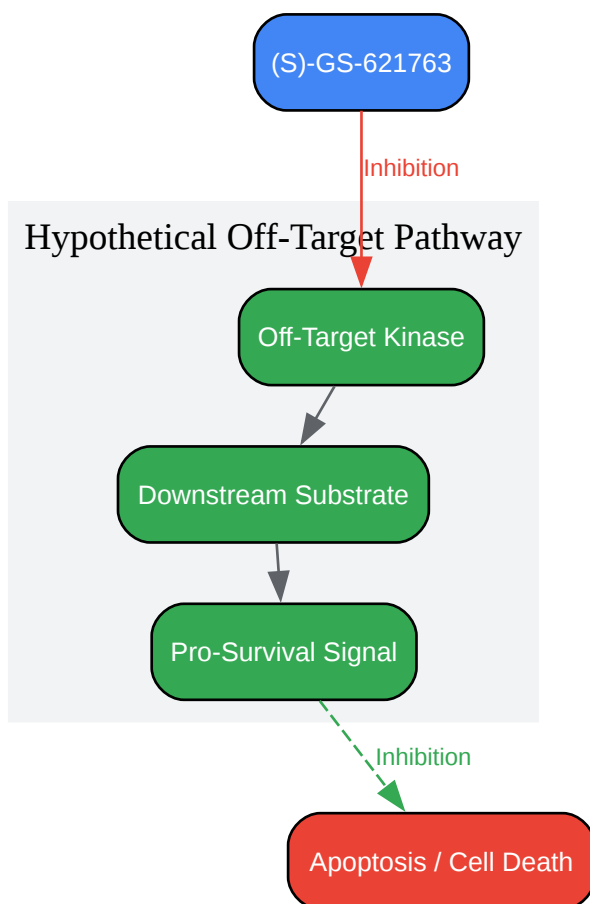 (S)-GS-621763
Inhibition
Hypothetical Off-Target Pathway
Off-Target Kinase
Downstream Substrate
Pro-Survival Signal
Inhibition
Apoptosis / Cell Death